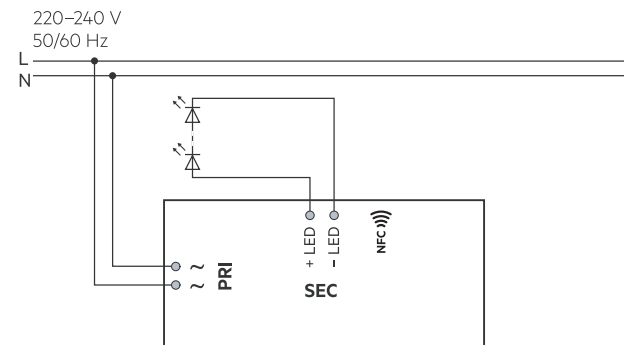 220–240 V
50/60 Hz
L
N
+ LED
- LED
NFC
~
~
PRI
SEC